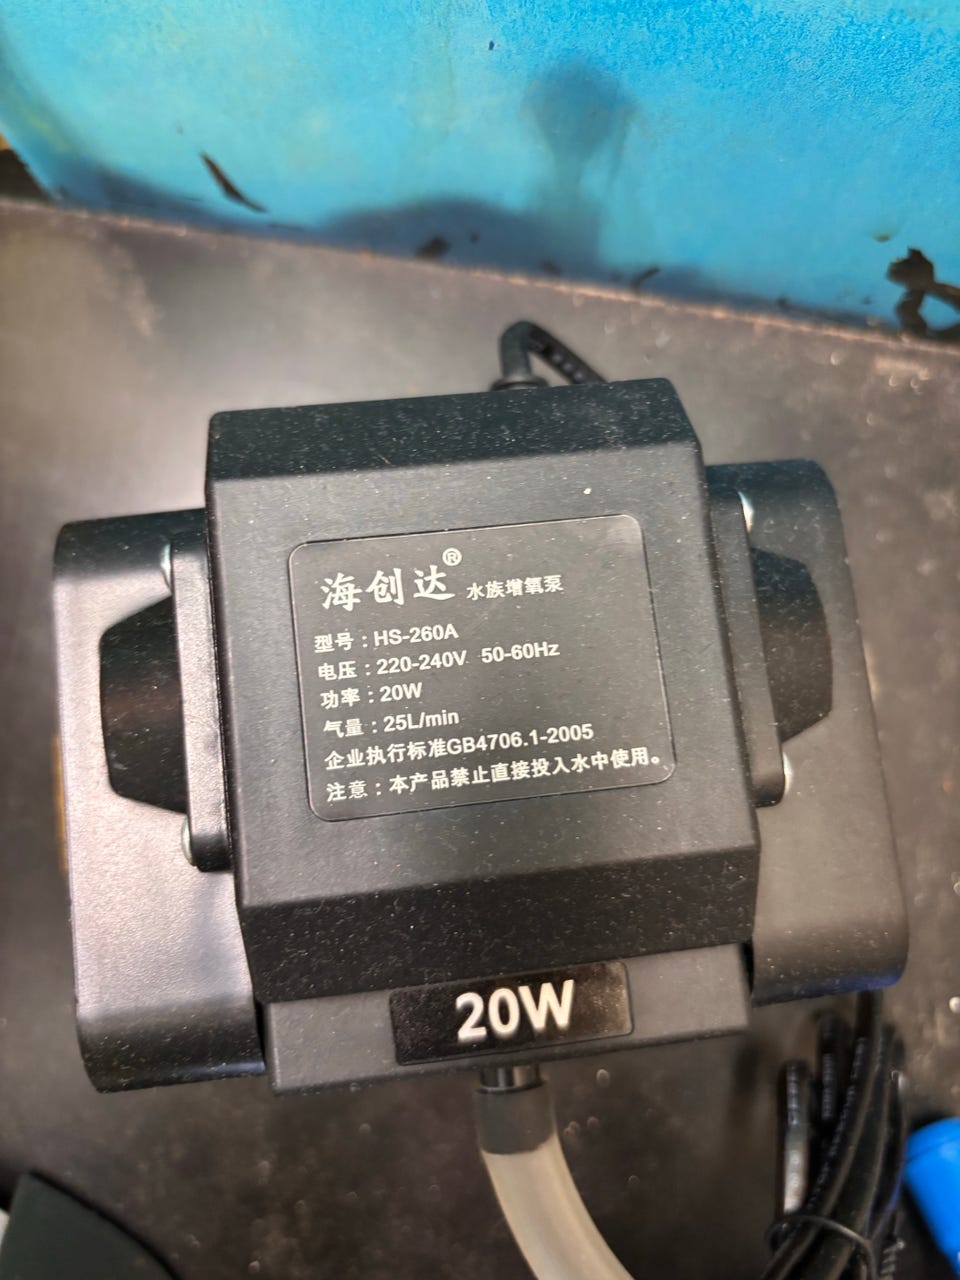 海创达® 水族增氧泵
型号：HS-260A
电压：220-240V 50-60Hz
功率：20W
气量：25L/min
企业执行标准GB4706.1-2005
注意：本产品禁止直接投入水中使用。
20W